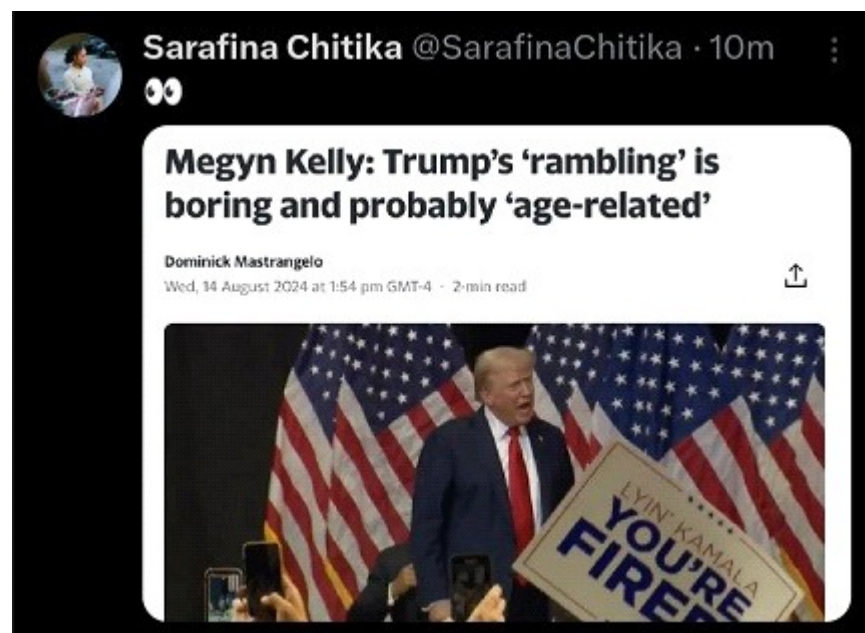 Sarafina Chitika @SarafinaChitika · 10m
👀
Megyn Kelly: Trump's 'rambling' is
boring and probably 'age-related'
Dominick Mastrangelo
Wed, 14 August 2024 at 1:54 pm GMT-4 · 2-min read
LYIN' KAMALA
YOU'RE
FIRED